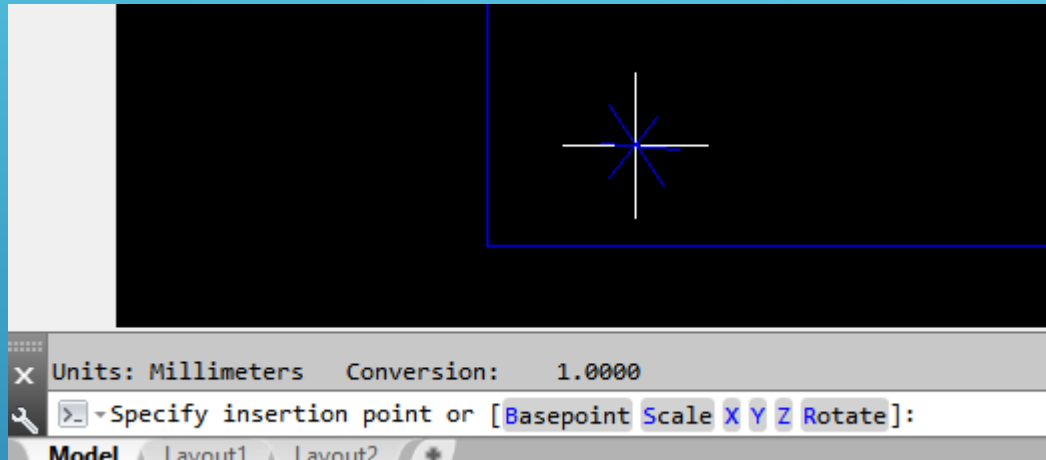 Units: Millimeters Conversion: 1.0000
Specify insertion point or [Basepoint Scale X Y Z Rotate]:
Model Layout1 Layout2 +